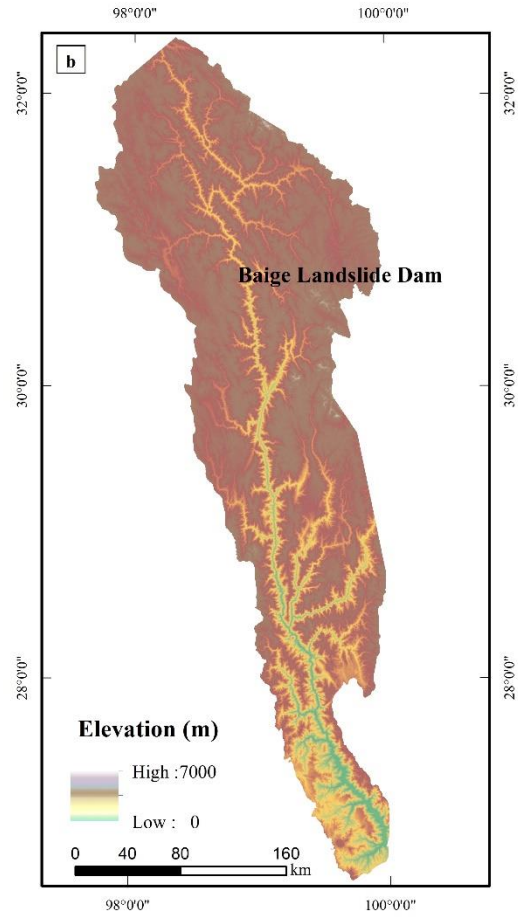 98°0'0" 100°0'0"
b
32°0'0" 32°0'0"
Baige Landslide Dam
30°0'0" 30°0'0"
28°0'0" 28°0'0"
Elevation (m)
High :7000
Low : 0
0 40 80 160
km
98°0'0" 100°0'0"